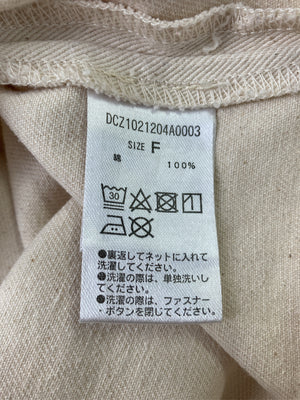 DCZ1021204A0003
SIZE F
綿 100%
30
●裏返してネットに入れて
洗濯してください。
●洗濯の際は、単独洗いし
てください。
●洗濯の際は、ファスナー
・ボタンを閉じてください。